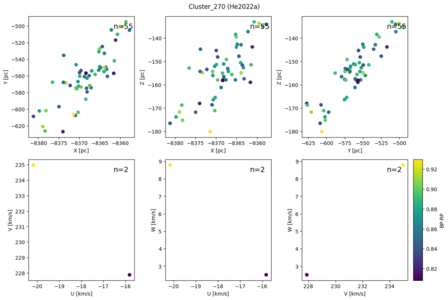 Cluster_270 (He2022a)
n=55
n=55
n=55
−500
−520
−540
−560
−580
−600
−620
Y [pc]
−8380 −8375 −8370 −8365 −8360
X [pc]
−140
−150
−160
−170
−180
Z [pc]
−8380 −8375 −8370 −8365 −8360
X [pc]
−140
−150
−160
−170
−180
Z [pc]
−625 −600 −575 −550 −525 −500
Y [pc]
n=2
n=2
n=2
235
234
233
232
231
230
229
228
V [km/s]
−20 −19 −18 −17 −16
U [km/s]
9
8
7
6
5
4
3
W [km/s]
−20 −19 −18 −17 −16
U [km/s]
9
8
7
6
5
4
3
W [km/s]
228 230 232 234
V [km/s]
0.92
0.90
0.88
0.86
0.84
0.82
BP-RP